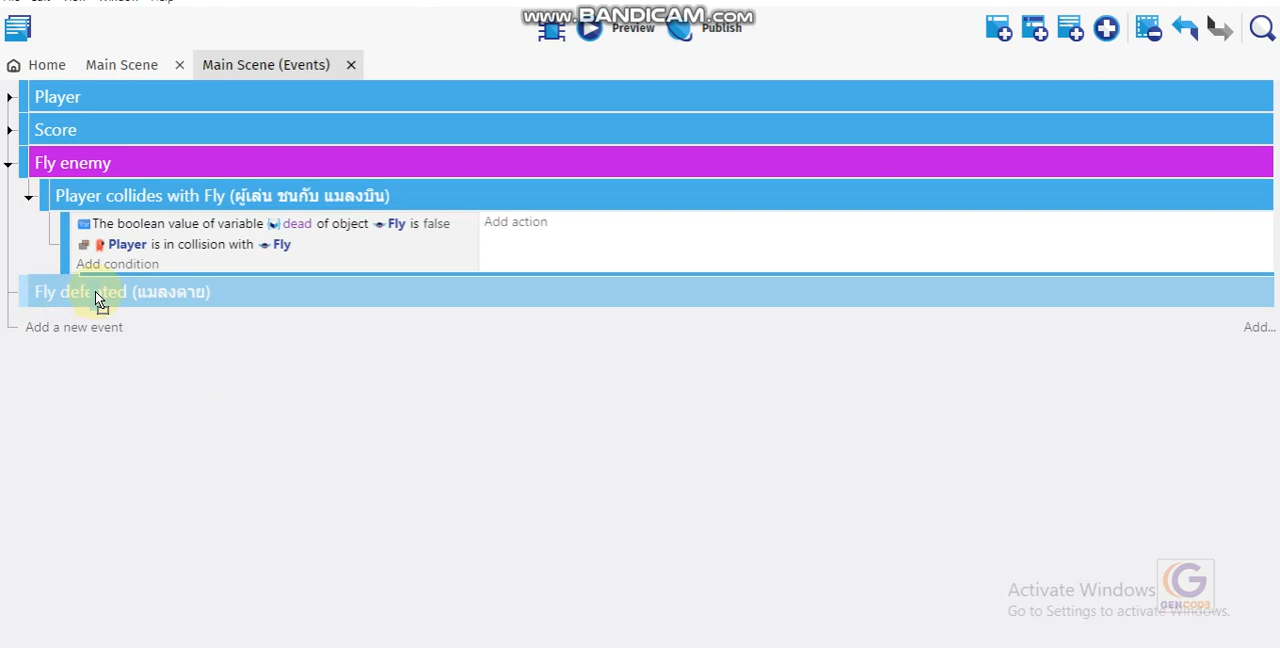 www.BANDICAM.com
Preview
Publish
Home
Main Scene
Main Scene (Events)
Player
Score
Fly enemy
Player collides with Fly (ผู้เล่น ชนกับ แมลงบิน)
The boolean value of variable dead of object Fly is false
Add action
Player is in collision with Fly
Add condition
Fly defeated (แมลงตาย)
Add a new event
Add...
Activate Windows
Go to Settings to activate Windows.
GENCODE